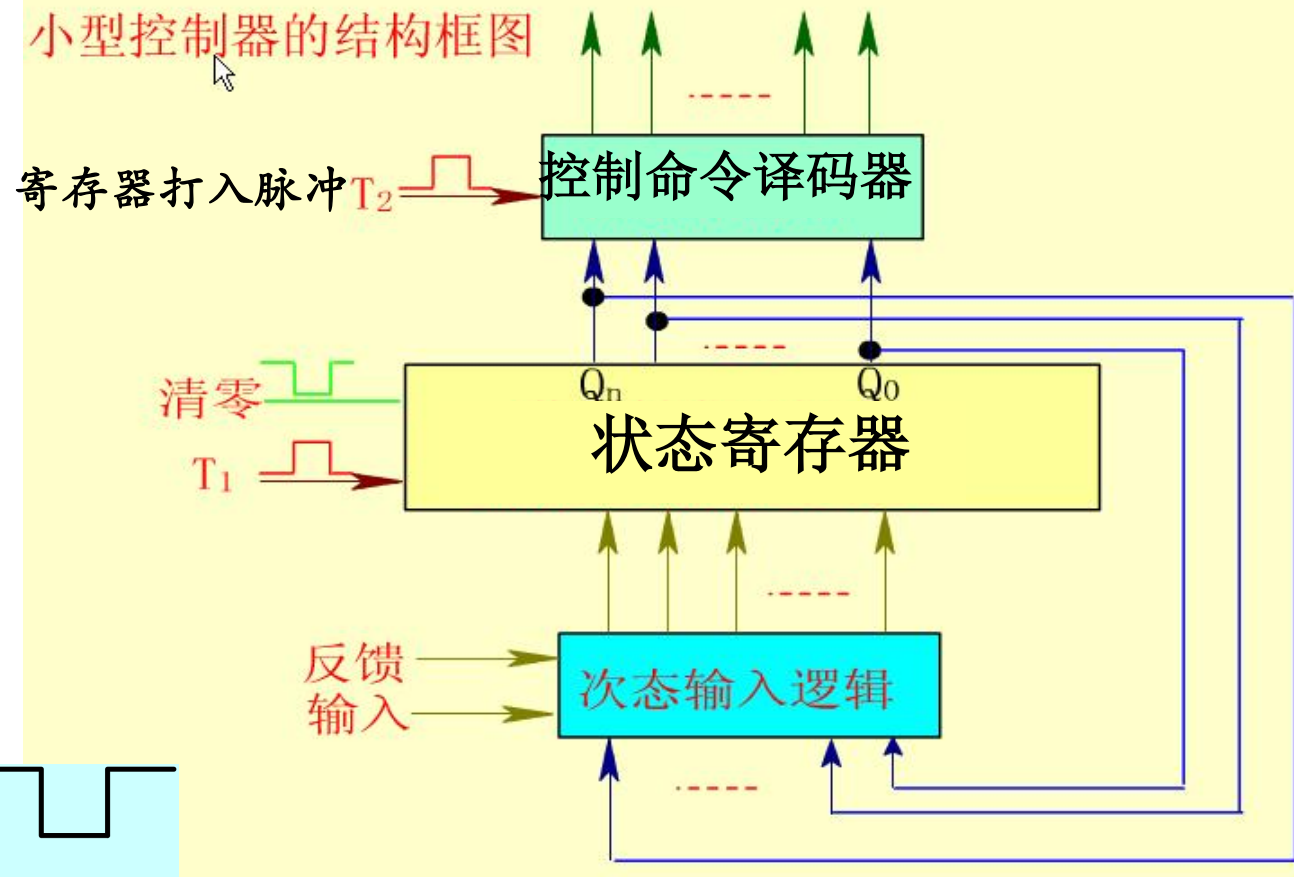 小型控制器的结构框图
寄存器打入脉冲T2
控制命令译码器
Qn
Q0
清零
状态寄存器
T1
反馈
输入
次态输入逻辑